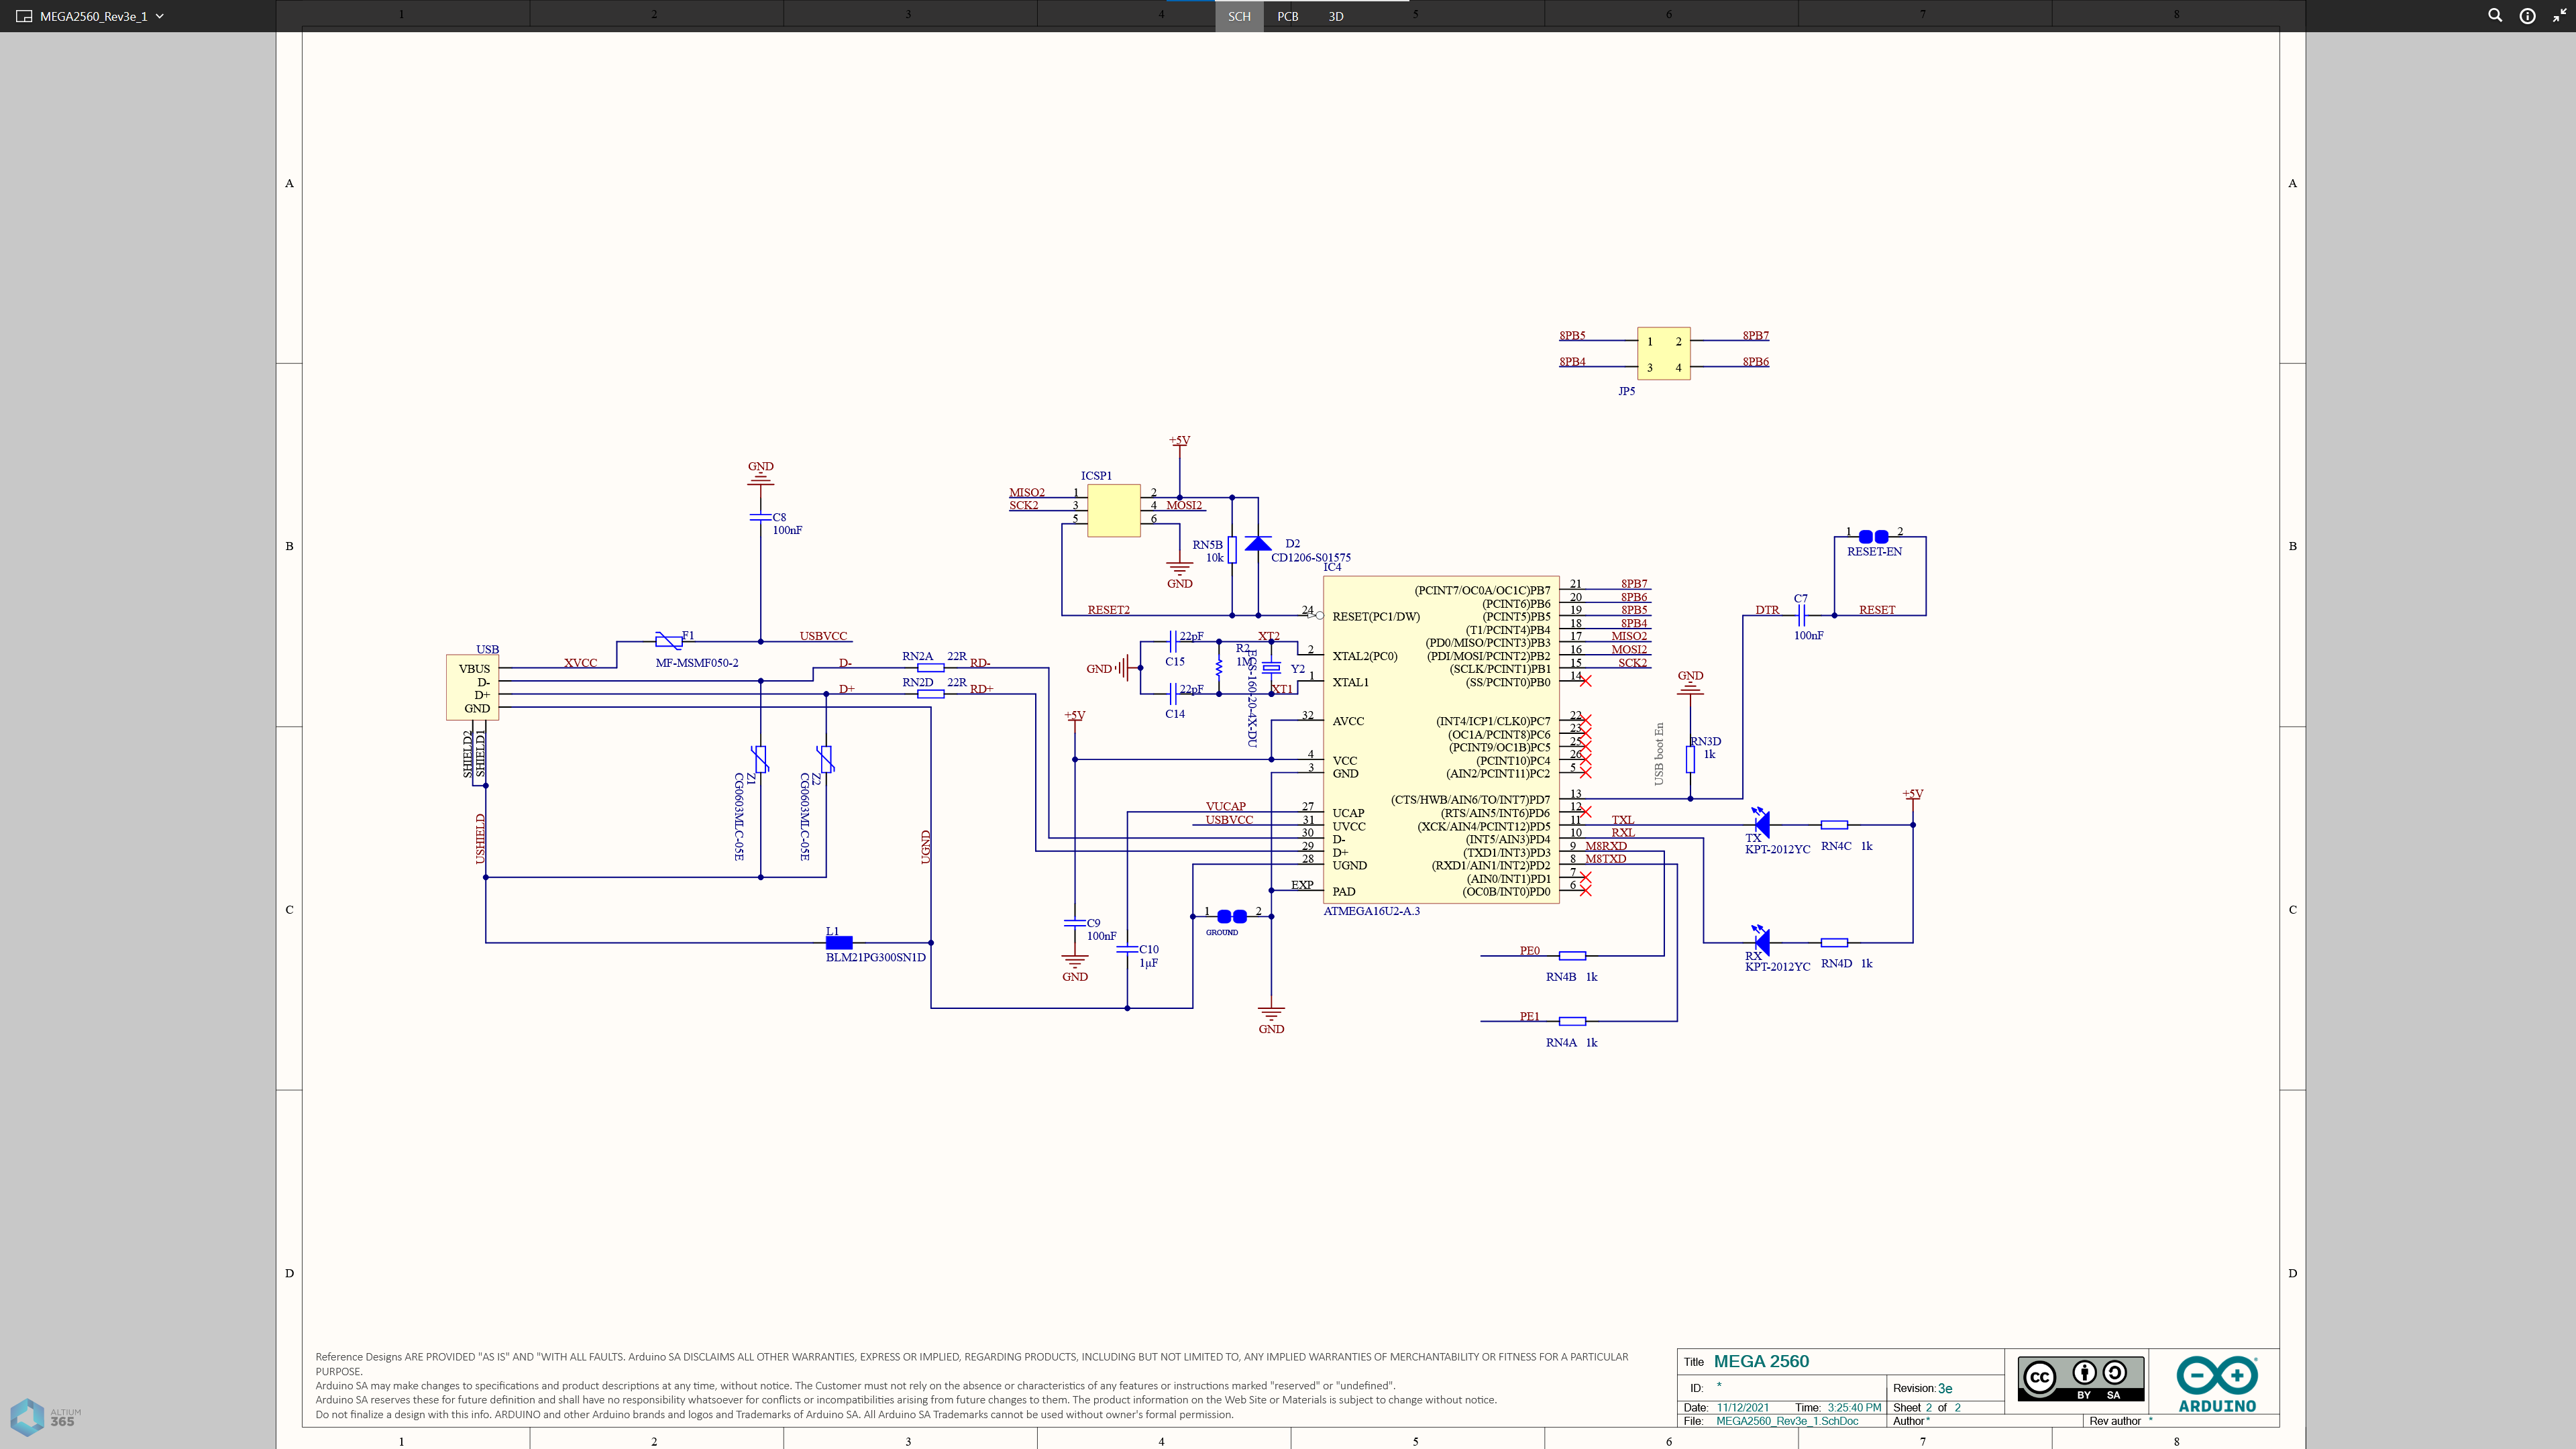 MEGA2560_Rev3e_1
SCH
PCB
3D
1
2
3
4
5
6
7
8
A
A
B
B
C
C
D
D
8PB5
1
2
8PB7
8PB4
3
4
8PB6
JP5
+5V
ICSP1
MISO2
1
2
SCK2
3
4
MOSI2
5
6
GND
RN5B
10k
D2
CD1206-S01575
RESET2
GND
C8
100nF
USB
VBUS
D-
D+
GND
XVCC
F1
MF-MSMF050-2
USBVCC
D-
RN2A
22R
RD-
D+
RN2D
22R
RD+
SHIELD2
SHIELD1
USHIELD
Z1
CG0603MLC-05E
Z2
CG0603MLC-05E
UGND
L1
BLM21PG300SN1D
GND
22pF
C15
22pF
C14
R2
1M
XT2
XT1
Y2
ECS-160-20-4X-DU
+5V
C9
100nF
GND
C10
1µF
VUCAP
USBVCC
1
2
GROUND
GND
IC4
24
RESET(PC1/DW)
2
XTAL2(PC0)
1
XTAL1
32
AVCC
4
VCC
3
GND
27
UCAP
31
UVCC
30
D-
29
D+
28
UGND
EXP
PAD
ATMEGA16U2-A.3
(PCINT7/OC0A/OC1C)PB7
21
8PB7
(PCINT6)PB6
20
8PB6
(PCINT5)PB5
19
8PB5
(T1/PCINT4)PB4
18
8PB4
(PD0/MISO/PCINT3)PB3
17
MISO2
(PDI/MOSI/PCINT2)PB2
16
MOSI2
(SCLK/PCINT1)PB1
15
SCK2
(SS/PCINT0)PB0
14
(INT4/ICP1/CLK0)PC7
22
(OC1A/PCINT8)PC6
23
(PCINT9/OC1B)PC5
25
(PCINT10)PC4
26
(AIN2/PCINT11)PC2
5
(CTS/HWB/AIN6/TO/INT7)PD7
13
(RTS/AIN5/INT6)PD6
12
(XCK/AIN4/PCINT12)PD5
11
TXL
(INT5/AIN3)PD4
10
RXL
(TXD1/INT3)PD3
9
M8RXD
(RXD1/AIN1/INT2)PD2
8
M8TXD
(AIN0/INT1)PD1
7
(OC0B/INT0)PD0
6
USB boot En
GND
RN3D
1k
1
2
RESET-EN
DTR
C7
100nF
RESET
+5V
TX
KPT-2012YC
RN4C
1k
RX
KPT-2012YC
RN4D
1k
PE0
RN4B
1k
PE1
RN4A
1k
Reference Designs ARE PROVIDED "AS IS" AND "WITH ALL FAULTS. Arduino SA DISCLAIMS ALL OTHER WARRANTIES, EXPRESS OR IMPLIED, REGARDING PRODUCTS, INCLUDING BUT NOT LIMITED TO, ANY IMPLIED WARRANTIES OF MERCHANTABILITY OR FITNESS FOR A PARTICULAR
PURPOSE.
Arduino SA may make changes to specifications and product descriptions at any time, without notice. The Customer must not rely on the absence or characteristics of any features or instructions marked "reserved" or "undefined".
Arduino SA reserves these for future definition and shall have no responsibility whatsoever for conflicts or incompatibilities arising from future changes to them. The product information on the Web Site or Materials is subject to change without notice.
Do not finalize a design with this info. ARDUINO and other Arduino brands and logos and Trademarks of Arduino SA. All Arduino SA Trademarks cannot be used without owner's formal permission.
Title MEGA 2560
ID: *
Revision: 3e
Date: 11/12/2021 Time: 3:25:40 PM Sheet 2 of 2
File: MEGA2560_Rev3e_1.SchDoc Author* Rev author *
cc
BY SA
ARDUINO
ALTIUM
365
1
2
3
4
5
6
7
8